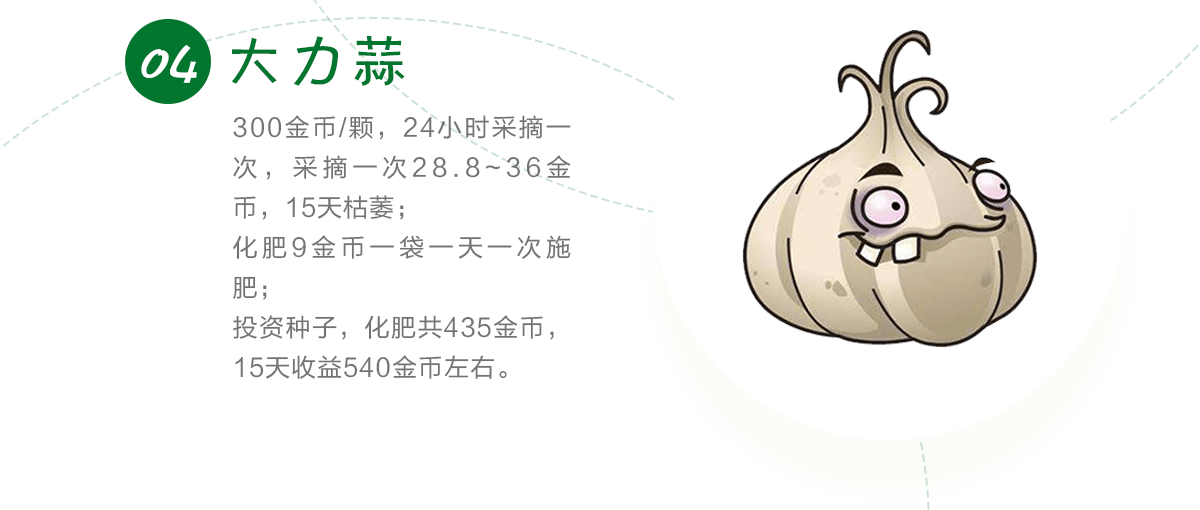 04 大力蒜
300金币/颗，24小时采摘一
次，采摘一次28.8~36金
币，15天枯萎；
化肥9金币一袋一天一次施
肥；
投资种子，化肥共435金币，
15天收益540金币左右。